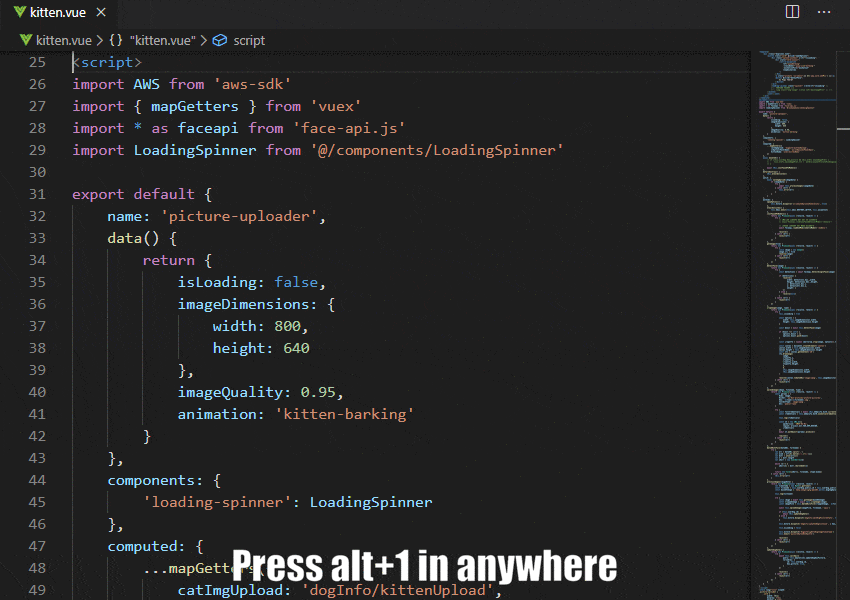 kitten.vue
kitten.vue > {} "kitten.vue" > script
25 <script>
26 import AWS from 'aws-sdk'
27 import { mapGetters } from 'vuex'
28 import * as faceapi from 'face-api.js'
29 import LoadingSpinner from '@/components/LoadingSpinner'
30
31 export default {
32 name: 'picture-uploader',
33 data() {
34 return {
35 isLoading: false,
36 imageDimensions: {
37 width: 800,
38 height: 640
39 },
40 imageQuality: 0.95,
41 animation: 'kitten-barking'
42 }
43 },
44 components: {
45 'loading-spinner': LoadingSpinner
46 },
47 computed: {
48 ...mapGetters(
49 catImgUpload: 'dogInfo/kittenUpload',
Press alt+1 in anywhere